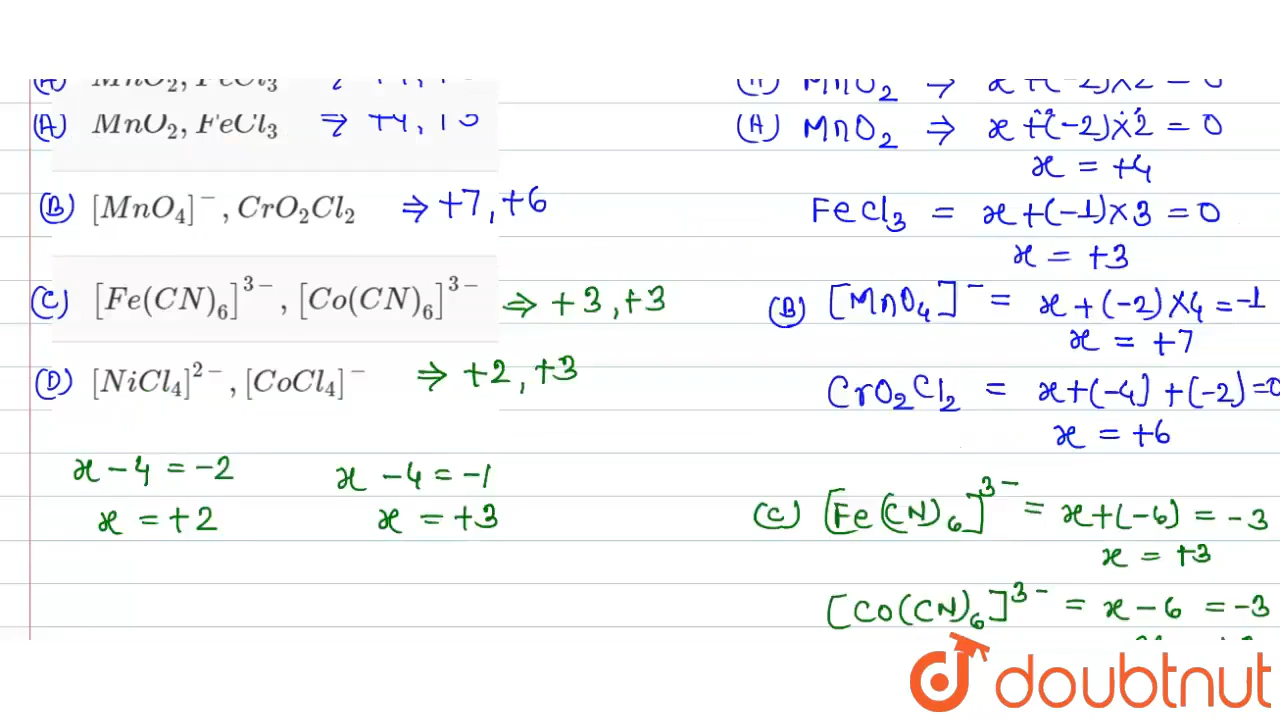 (A) MnO₂, FeCl₃ ⇒ +4, +3
(B) [MnO₄]⁻, CrO₂Cl₂ ⇒ +7, +6
(C) [Fe(CN)₆]³⁻, [Co(CN)₆]³⁻ ⇒ +3, +3
(D) [NiCl₄]²⁻, [CoCl₄]⁻ ⇒ +2, +3
x - 4 = -2
x = +2
x - 4 = -1
x = +3
(A) MnO₂ ⇒ x + (-2)×2 = 0
x = +4
FeCl₃ = x + (-1)×3 = 0
x = +3
(B) [MnO₄]⁻ = x + (-2)×4 = -1
x = +7
CrO₂Cl₂ = x + (-4) + (-2) = 0
x = +6
(C) [Fe(CN)₆]³⁻ = x + (-6) = -3
x = +3
[Co(CN)₆]³⁻ = x - 6 = -3
doubtnut